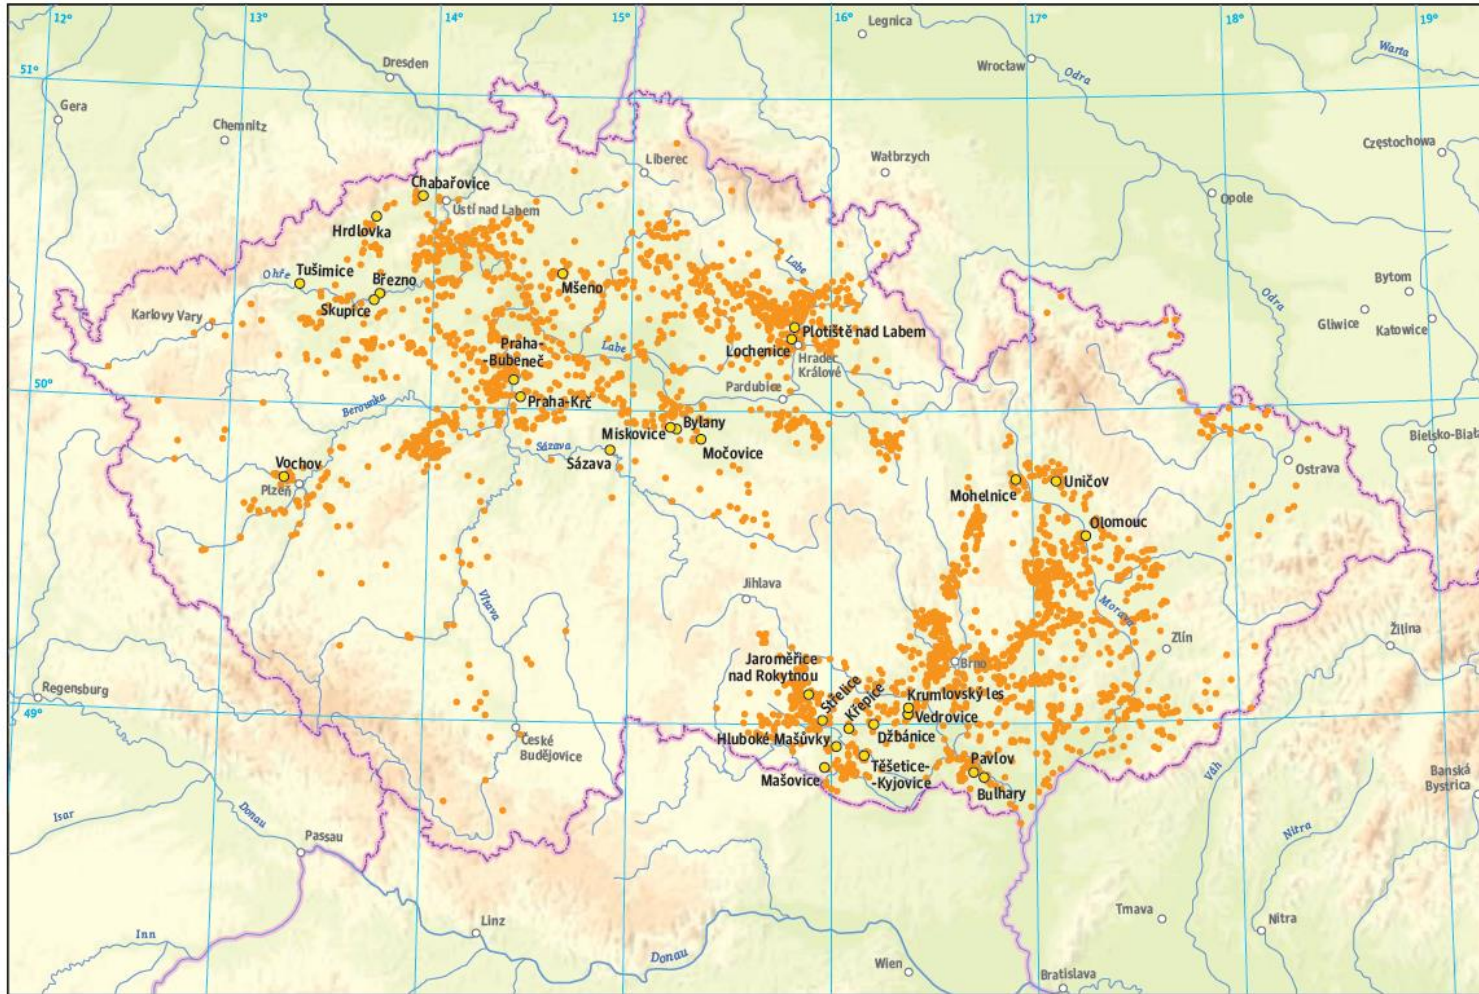 12°
13°
14°
15°
16°
17°
18°
19°
51°
50°
49°
Legnica
Wrocław
Odra
Warta
Dresden
Gera
Chemnitz
Częstochowa
Liberec
Wałbrzych
Opole
Chabařovice
Ústí nad Labem
Hrdlovka
Tušimice
Ohře
Březno
Skupice
Mšeno
Labe
Odra
Bytom
Gliwice
Katowice
Karlovy Vary
Praha-
-Bubeneč
Labe
Plotiště nad Labem
Lochenice
Hradec
Králové
Pardubice
Berounka
Praha-Krč
Miskovice
Bylany
Močovice
Sázava
Sázava
Bielsko-Biała
Ostrava
Vochov
Plzeň
Mohelnice
Uničov
Olomouc
Vltava
Jihlava
Morava
Zlín
Žilina
Jaroměřice
nad Rokytnou
Brno
Střelice
Křepice
Krumlovský les
Vedrovice
Regensburg
České
Budějovice
Hluboké Mašůvky
Džbánice
Mašovice
Těšetice-
-Kyjovice
Pavlov
Bulhary
Váh
Banská
Bystrica
Isar
Donau
Passau
Nitra
Linz
Inn
Donau
Wien
Trnava
Nitra
Bratislava